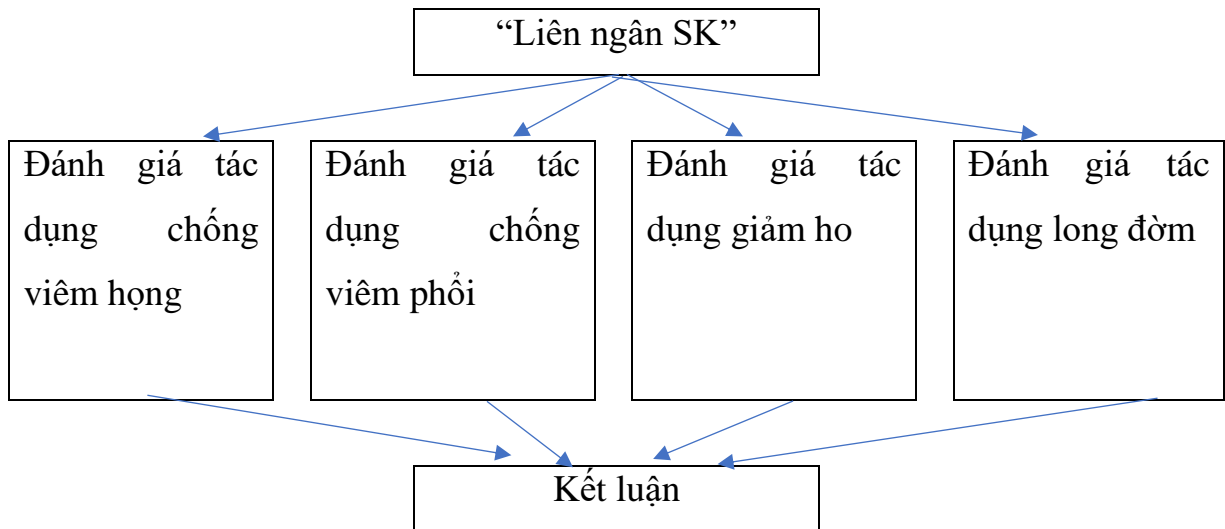 “Liên ngân SK”
Đánh giá tác
dụng chống
viêm họng
Đánh giá tác
dụng chống
viêm phổi
Đánh giá tác
dụng giảm ho
Đánh giá tác
dụng long đờm
Kết luận